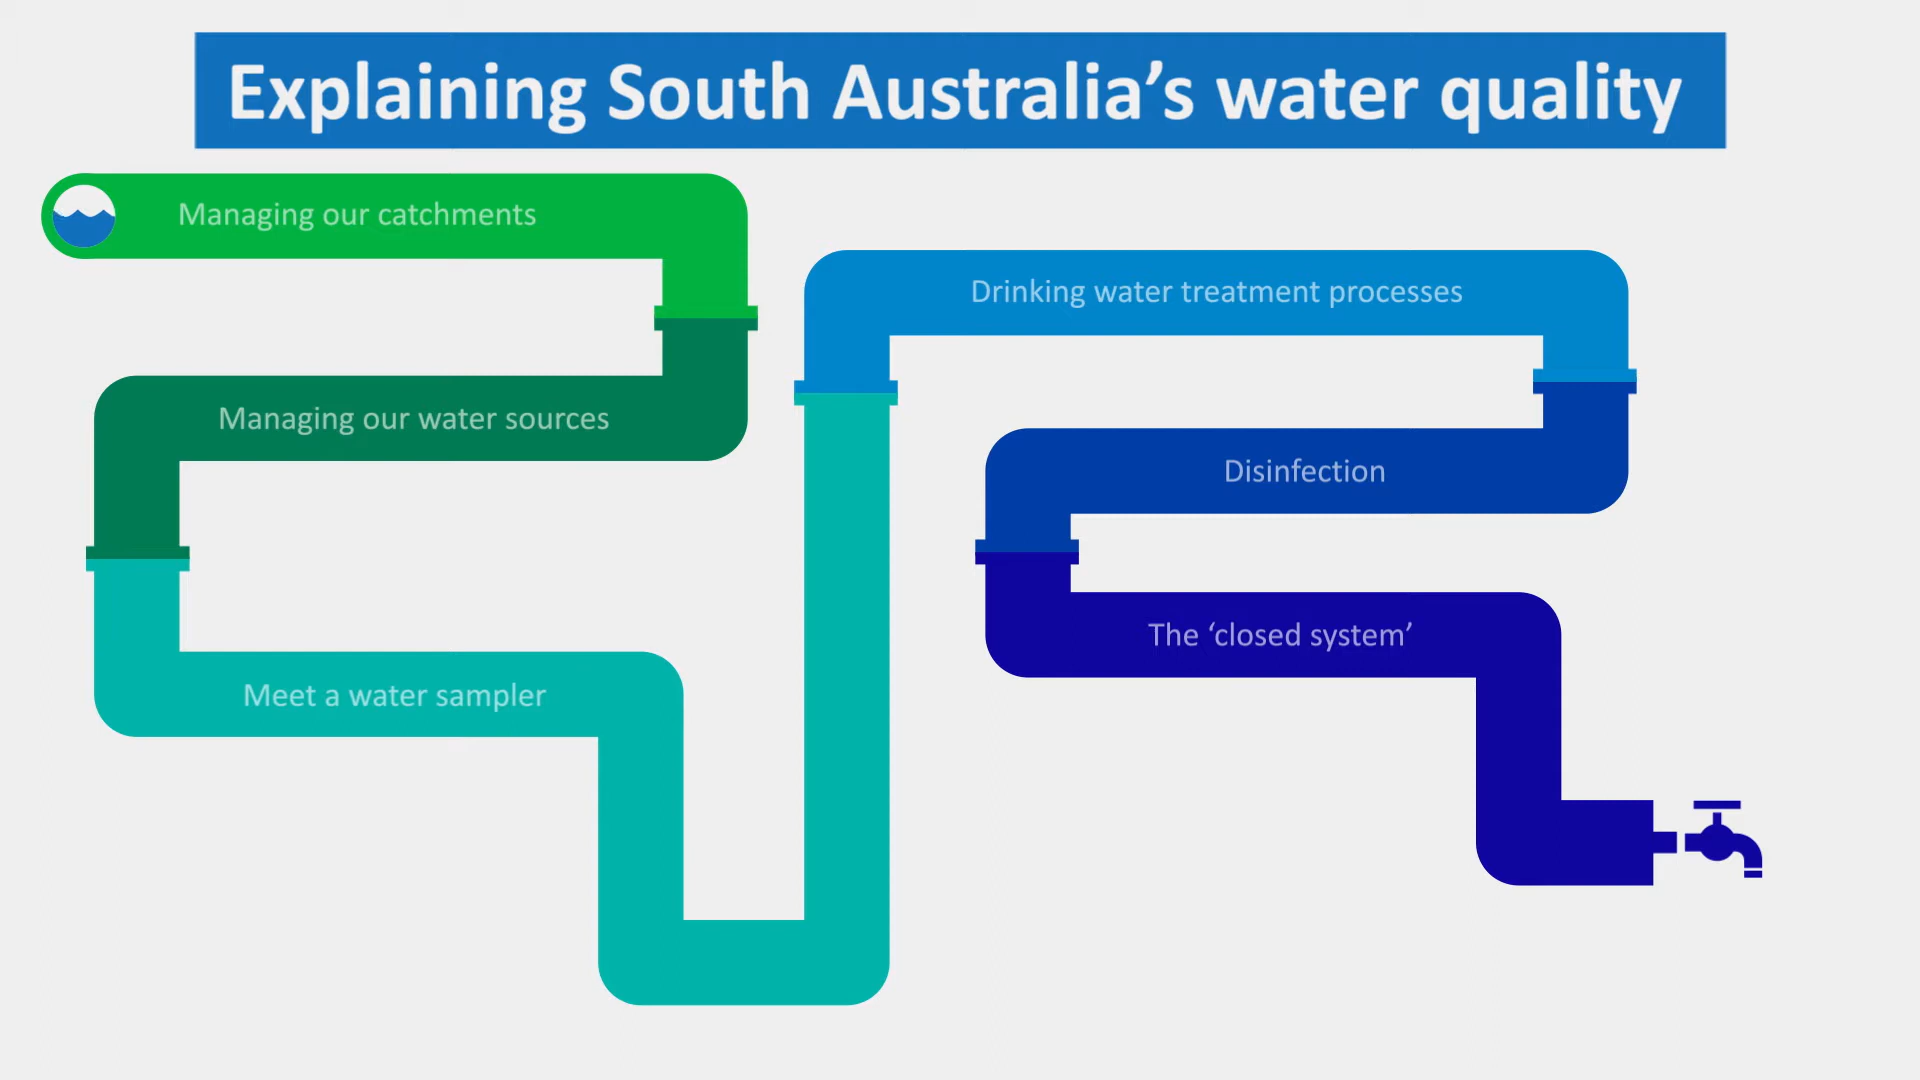 Explaining South Australia’s water quality
Managing our catchments
Managing our water sources
Meet a water sampler
Drinking water treatment processes
Disinfection
The ‘closed system’